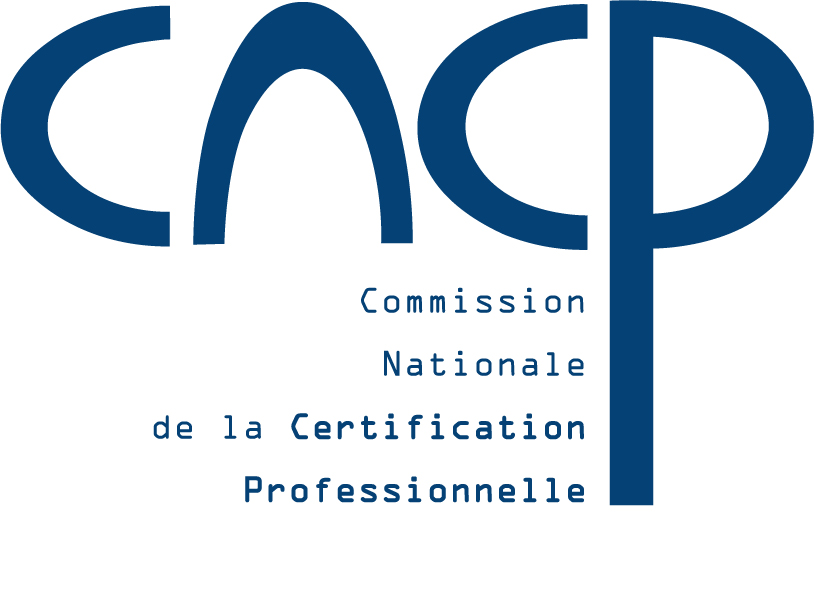 cncp
Commission
Nationale
de la Certification
Professionnelle